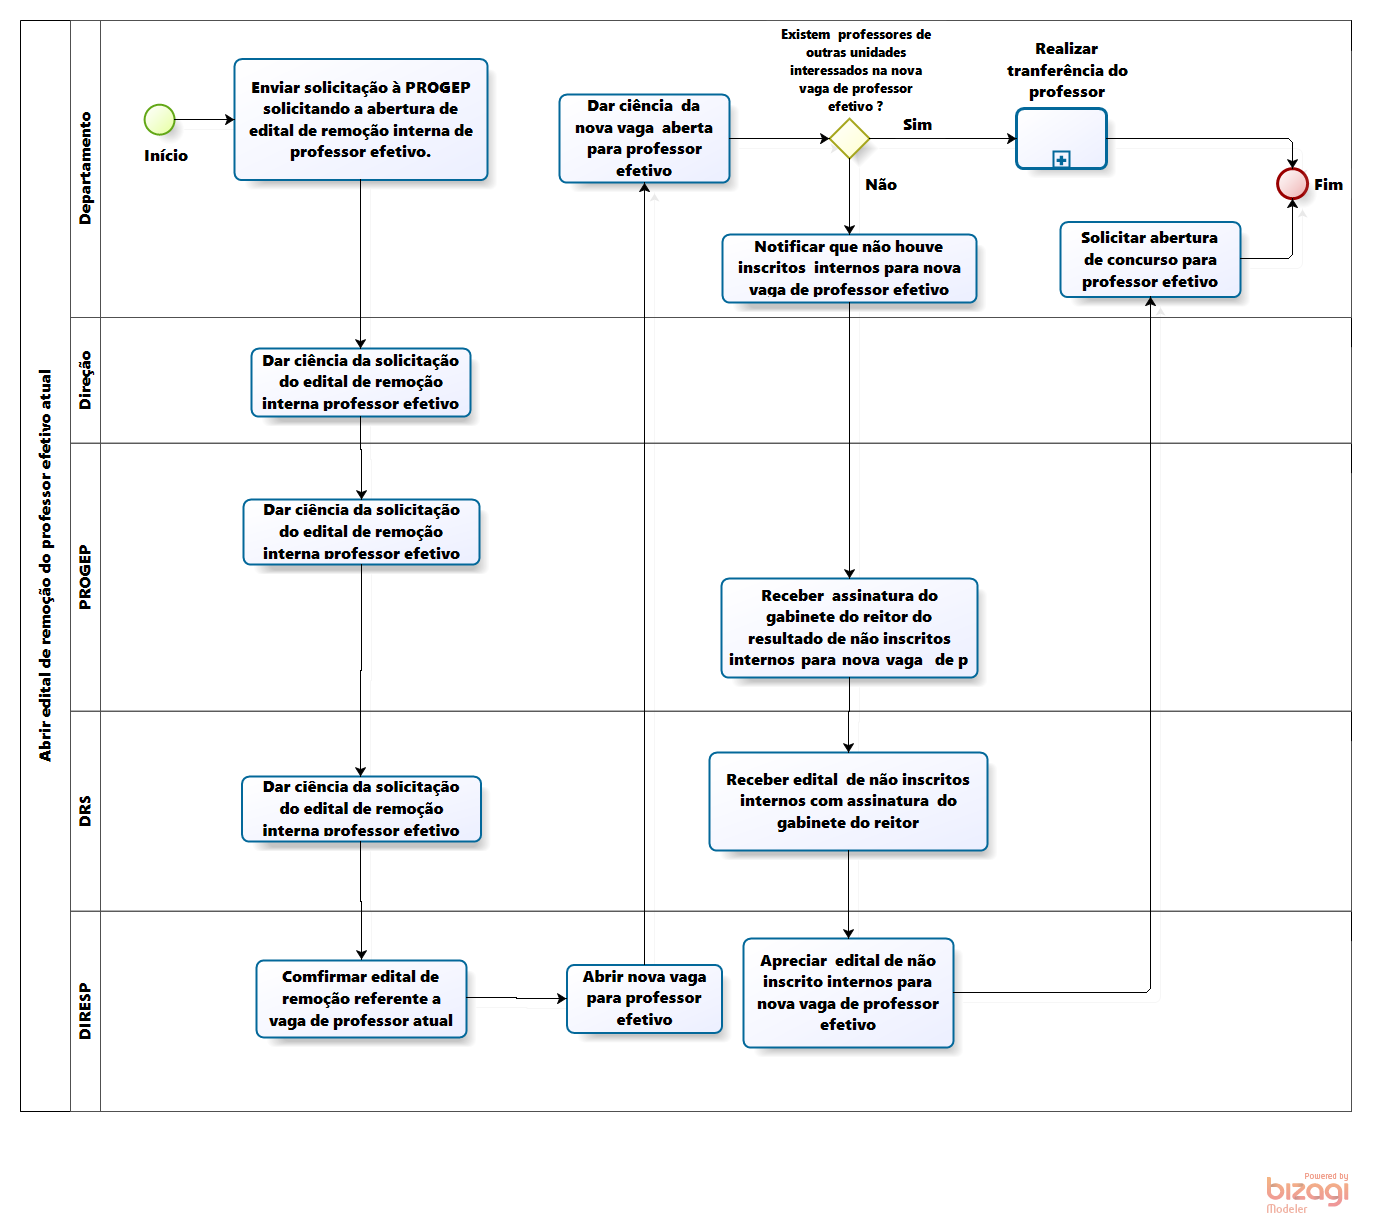 Abrir edital de remoção do professor efetivo atual
Departamento
Início
Enviar solicitação à PROGEP
solicitando a abertura de
edital de remoção interna de
professor efetivo.
Dar ciência da
nova vaga aberta
para professor
efetivo
Existem professores de
outras unidades
interessados na nova
vaga de professor
efetivo ?
Sim
Não
Realizar
tranferência do
professor
Fim
Notificar que não houve
inscritos internos para nova
vaga de professor efetivo
Solicitar abertura
de concurso para
professor efetivo
Direção
Dar ciência da solicitação
do edital de remoção
interna professor efetivo
PROGEP
Dar ciência da solicitação
do edital de remoção
interna professor efetivo
Receber assinatura do
gabinete do reitor do
resultado de não inscritos
internos para nova vaga de p
DRS
Dar ciência da solicitação
do edital de remoção
interna professor efetivo
Receber edital de não inscritos
internos com assinatura do
gabinete do reitor
DIRESP
Comfirmar edital de
remoção referente a
vaga de professor atual
Abrir nova vaga
para professor
efetivo
Apreciar edital de não
inscrito internos para
nova vaga de professor
efetivo
Powered by
bizagi
Modeler